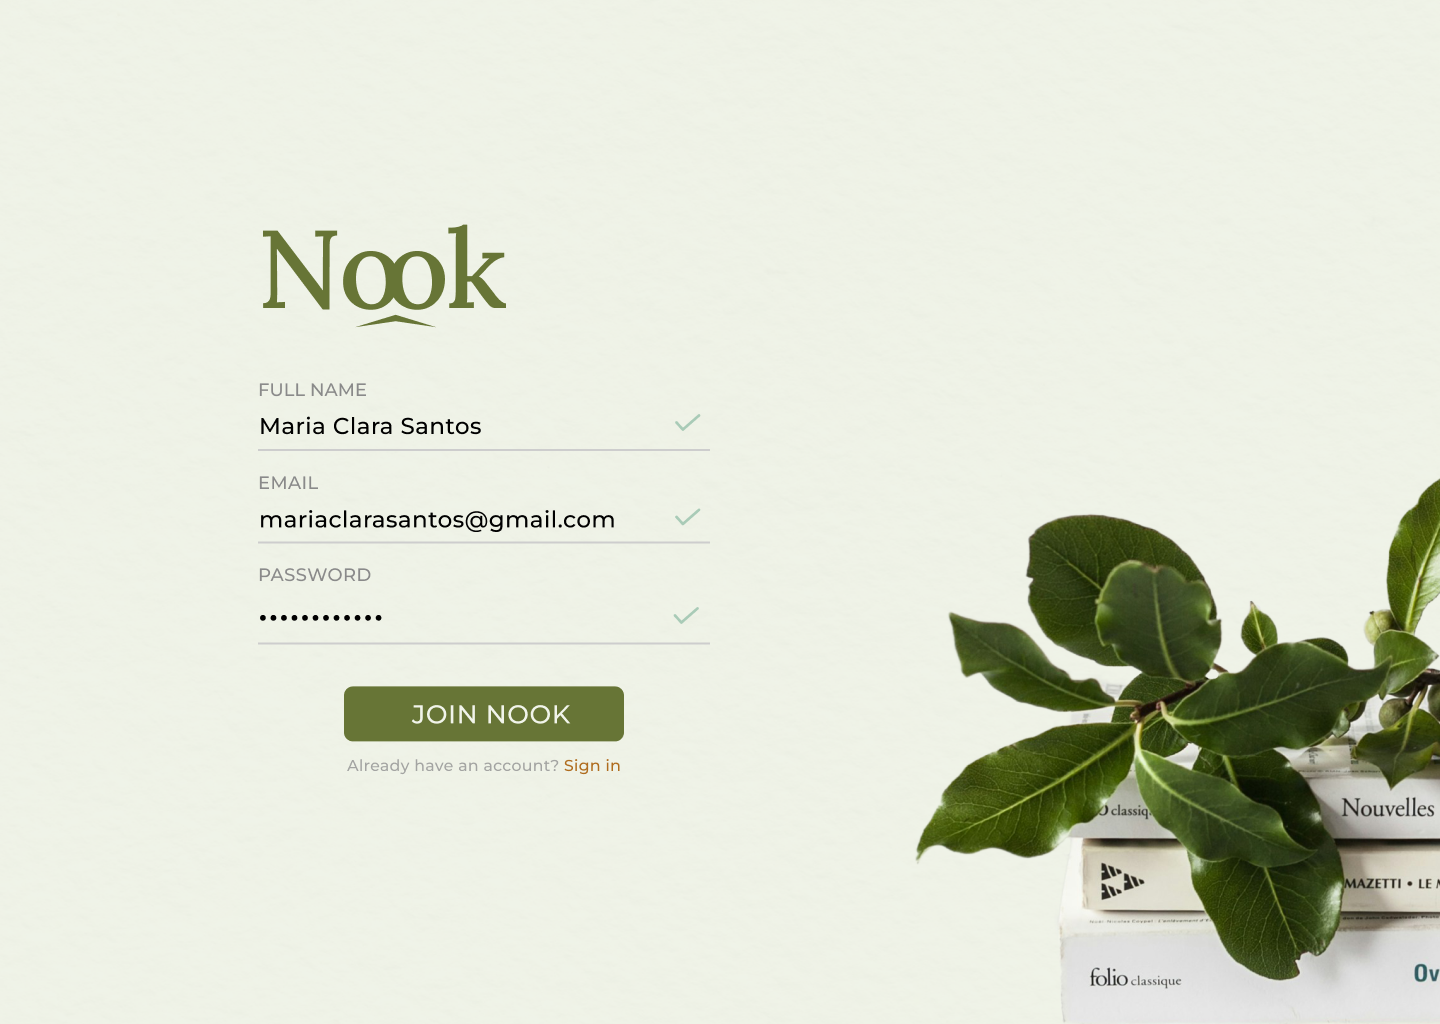 Nook
FULL NAME
Maria Clara Santos
EMAIL
mariaclarasantos@gmail.com
PASSWORD
••••••••••••
JOIN NOOK
Already have an account? Sign in
classiq
Nouvelles
MAZETTI • LE M
folio classique
Ov